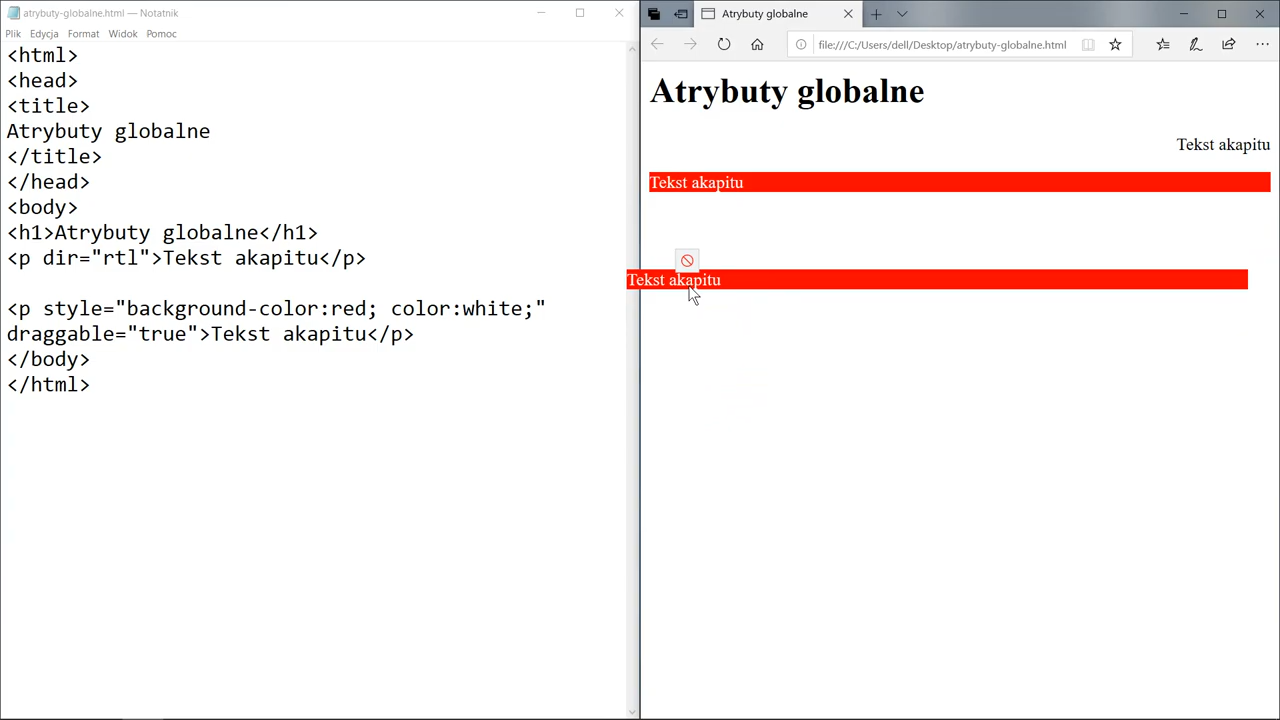 atrybuty-globalne.html — Notatnik
Plik Edycja Format Widok Pomoc
<html>
<head>
<title>
Atrybuty globalne
</title>
</head>
<body>
<h1>Atrybuty globalne</h1>
<p dir="rtl">Tekst akapitu</p>
<p style="background-color:red; color:white;"
draggable="true">Tekst akapitu</p>
</body>
</html>
Atrybuty globalne
file:///C:/Users/dell/Desktop/atrybuty-globalne.html
Atrybuty globalne
Tekst akapitu
Tekst akapitu
Tekst akapitu